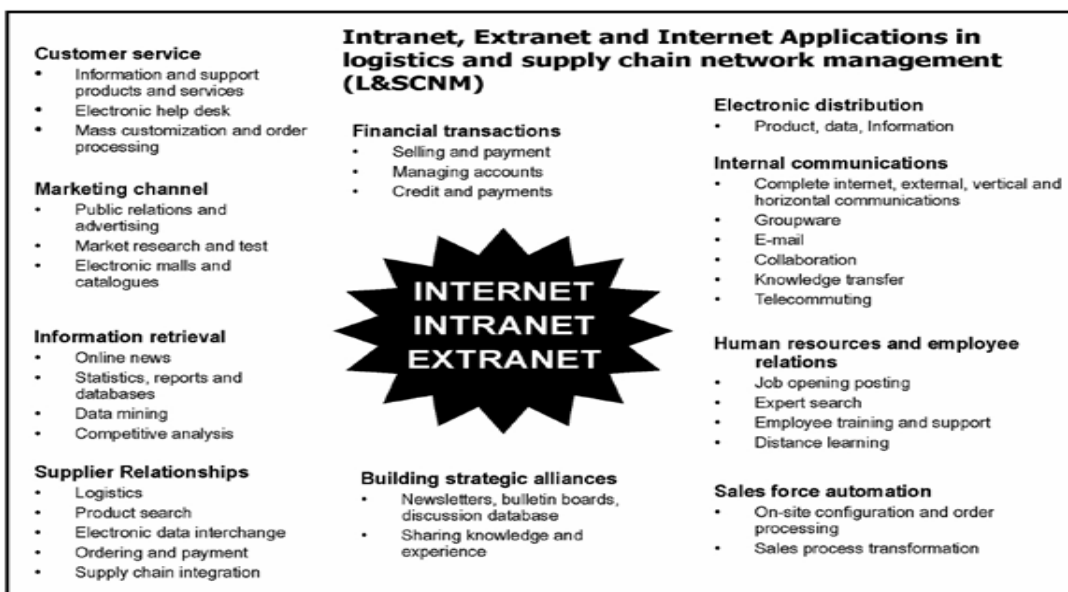 Intranet, Extranet and Internet Applications in
logistics and supply chain network management
(L&SCNM)
Customer service
• Information and support
products and services
• Electronic help desk
• Mass customization and order
processing
Marketing channel
• Public relations and
advertising
• Market research and test
• Electronic malls and
catalogues
Information retrieval
• Online news
• Statistics, reports and
databases
• Data mining
• Competitive analysis
Supplier Relationships
• Logistics
• Product search
• Electronic data interchange
• Ordering and payment
• Supply chain integration
Financial transactions
• Selling and payment
• Managing accounts
• Credit and payments
INTERNET
INTRANET
EXTRANET
Building strategic alliances
• Newsletters, bulletin boards,
discussion database
• Sharing knowledge and
experience
Electronic distribution
• Product, data, Information
Internal communications
• Complete internet, external, vertical and
horizontal communications
• Groupware
• E-mail
• Collaboration
• Knowledge transfer
• Telecommuting
Human resources and employee
relations
• Job opening posting
• Expert search
• Employee training and support
• Distance learning
Sales force automation
• On-site configuration and order
processing
• Sales process transformation